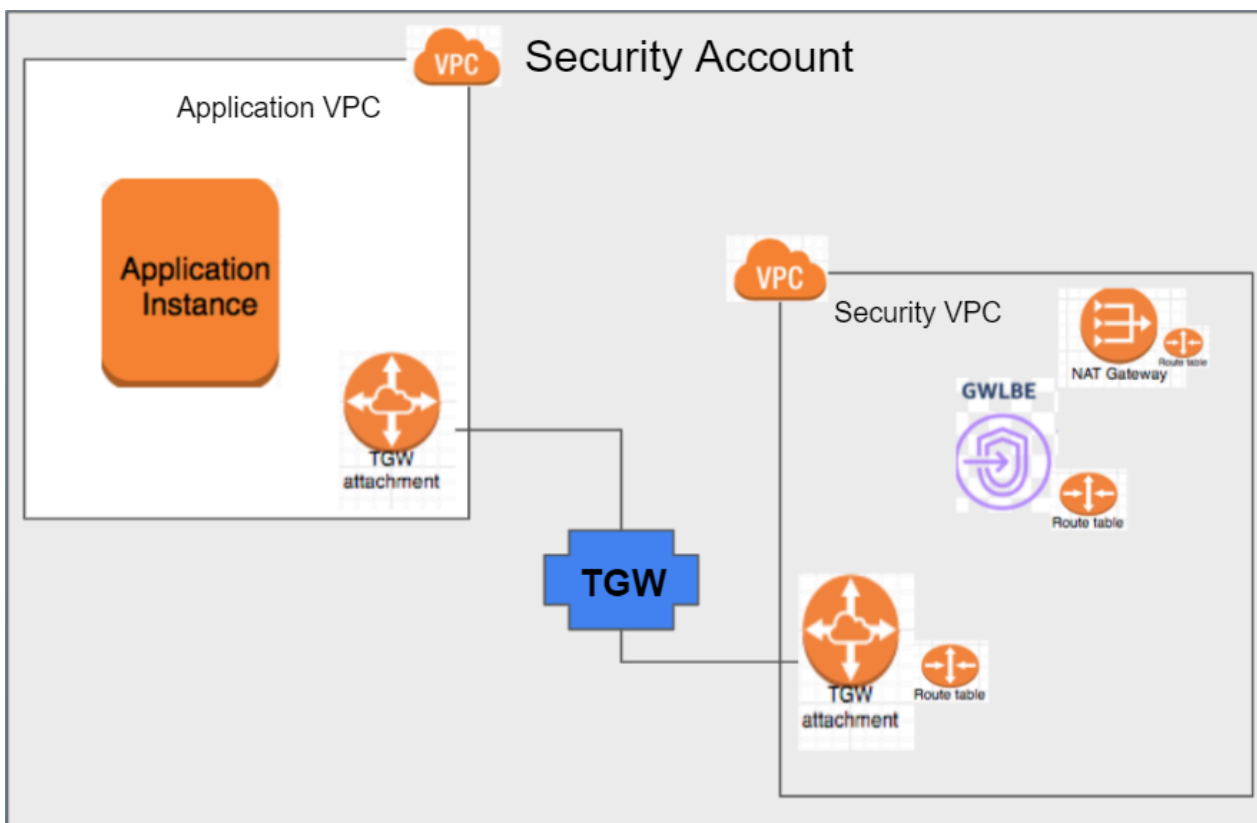 VPC
Security Account
Application VPC
Application
Instance
TGW
attachment
VPC
Security VPC
NAT Gateway
Route table
GWLBE
Route table
TGW
TGW
attachment
Route table